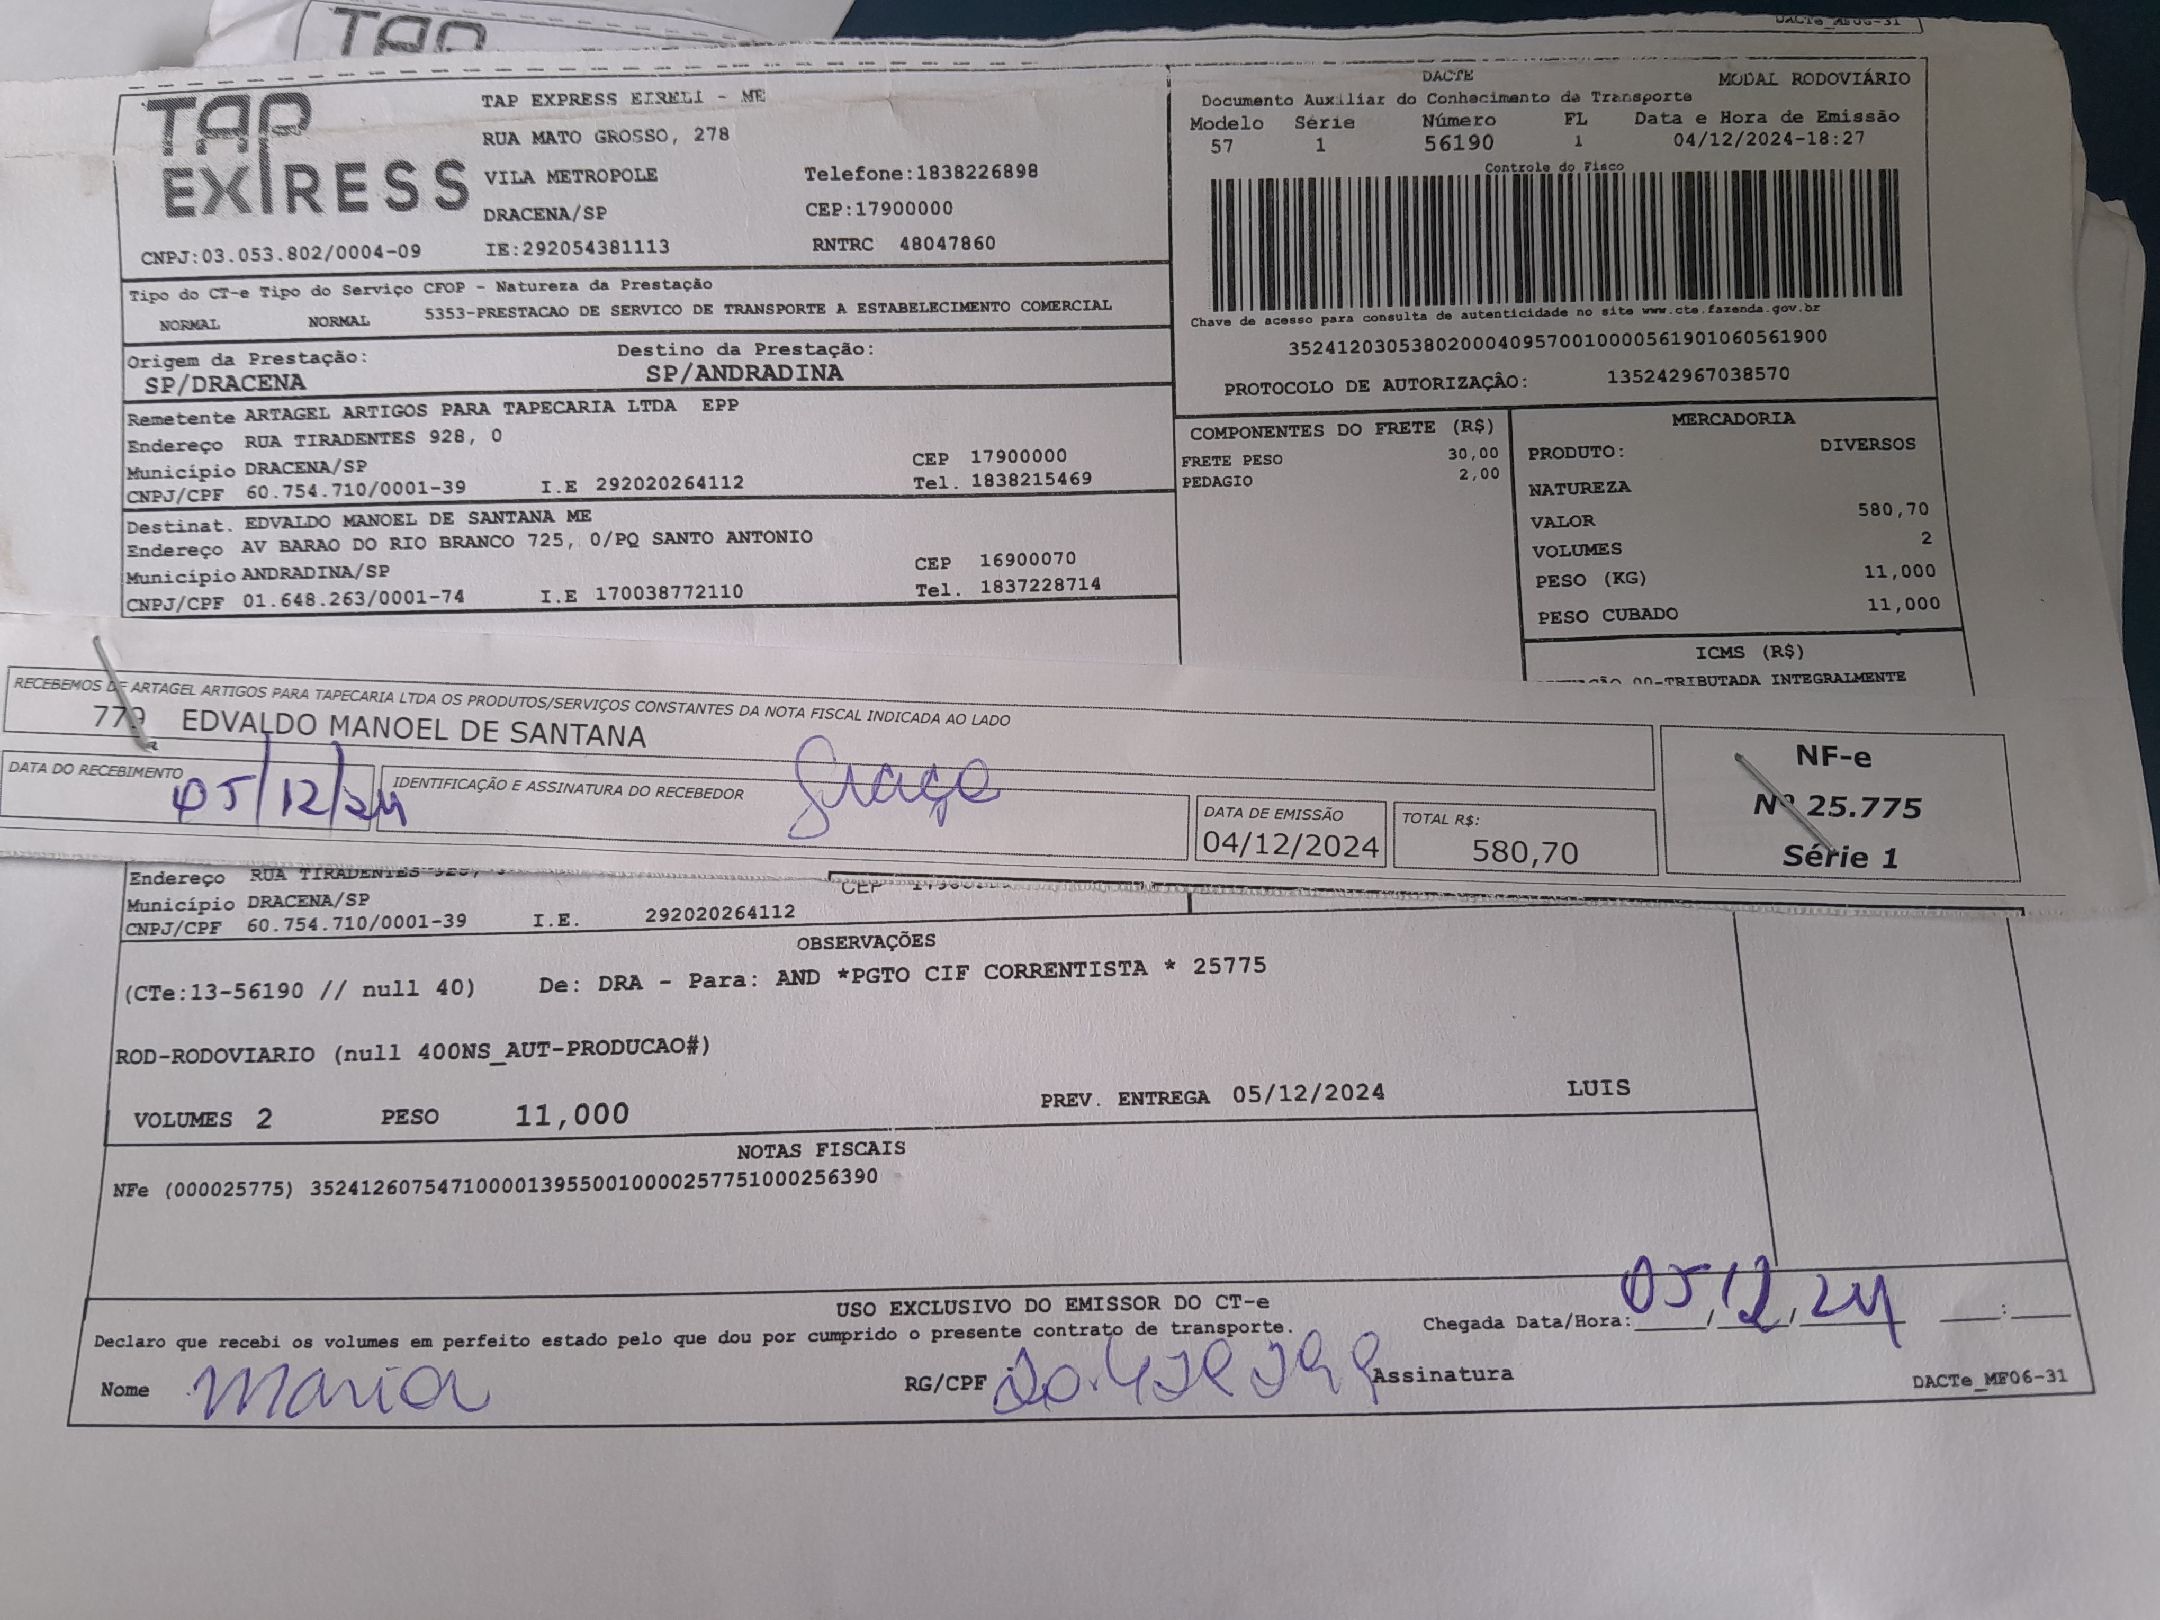 TAP
DACTe_MF06-31
TAP EXPRESS
TAP EXPRESS EIRELI - ME
RUA MATO GROSSO, 278
VILA METROPOLE Telefone:1838226898
DRACENA/SP CEP:17900000
CNPJ:03.053.802/0004-09 IE:292054381113 RNTRC 48047860
DACTE MODAL RODOVIÁRIO
Documento Auxiliar do Conhecimento de Transporte
Modelo Série Número FL Data e Hora de Emissão
57 1 56190 1 04/12/2024-18:27
Controle do Fisco
Chave de acesso para consulta de autenticidade no site www.cte.fazenda.gov.br
35241203053802000409570010000561901060561900
PROTOCOLO DE AUTORIZAÇÂO: 135242967038570
Tipo do CT-e Tipo do Serviço CFOP - Natureza da Prestação
NORMAL NORMAL 5353-PRESTACAO DE SERVICO DE TRANSPORTE A ESTABELECIMENTO COMERCIAL
Origem da Prestação: Destino da Prestação:
SP/DRACENA SP/ANDRADINA
Remetente ARTAGEL ARTIGOS PARA TAPECARIA LTDA EPP
Endereço RUA TIRADENTES 928, 0
Município DRACENA/SP CEP 17900000
CNPJ/CPF 60.754.710/0001-39 I.E 292020264112 Tel. 1838215469
Destinat. EDVALDO MANOEL DE SANTANA ME
Endereço AV BARAO DO RIO BRANCO 725, 0/PQ SANTO ANTONIO
Município ANDRADINA/SP CEP 16900070
CNPJ/CPF 01.648.263/0001-74 I.E 170038772110 Tel. 1837228714
COMPONENTES DO FRETE (R$)
FRETE PESO 30,00
PEDAGIO 2,00
MERCADORIA
PRODUTO: DIVERSOS
NATUREZA
VALOR 580,70
VOLUMES 2
PESO (KG) 11,000
PESO CUBADO 11,000
ICMS (R$)
00-TRIBUTADA INTEGRALMENTE
RECEBEMOS DE ARTAGEL ARTIGOS PARA TAPECARIA LTDA OS PRODUTOS/SERVIÇOS CONSTANTES DA NOTA FISCAL INDICADA AO LADO
779 EDVALDO MANOEL DE SANTANA
DATA DO RECEBIMENTO 05/12/24
IDENTIFICAÇÃO E ASSINATURA DO RECEBEDOR
DATA DE EMISSÃO 04/12/2024
TOTAL R$: 580,70
NF-e
Nº 25.775
Série 1
Endereço RUA TIRADENTES
CEP
Município DRACENA/SP
CNPJ/CPF 60.754.710/0001-39 I.E. 292020264112
OBSERVAÇÕES
(CTe:13-56190 // null 40) De: DRA - Para: AND *PGTO CIF CORRENTISTA * 25775
ROD-RODOVIARIO (null 400NS_AUT-PRODUCAO#)
VOLUMES 2 PESO 11,000 PREV. ENTREGA 05/12/2024 LUIS
NOTAS FISCAIS
NFe (000025775) 35241260754710000139550010000257751000256390
USO EXCLUSIVO DO EMISSOR DO CT-e
Declaro que recebi os volumes em perfeito estado pelo que dou por cumprido o presente contrato de transporte. Chegada Data/Hora: 05/12/24 :
Nome Maria RG/CPF Assinatura
DACTe_MF06-31